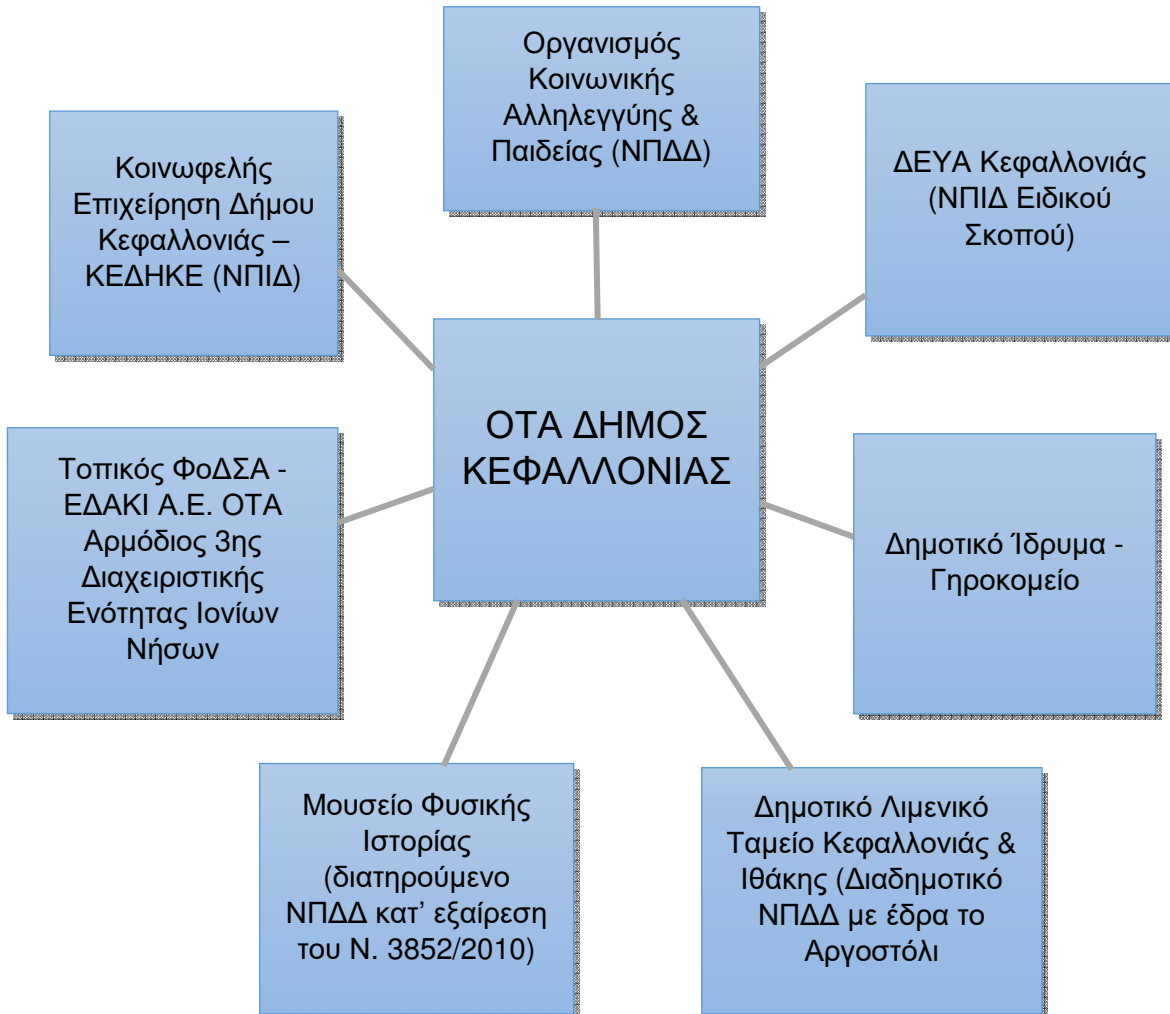 Οργανισμός
Κοινωνικής
Αλληλεγγύης &
Παιδείας (ΝΠΔΔ)
Κοινωφελής
Επιχείρηση Δήμου
Κεφαλλονιάς –
ΚΕΔΗΚΕ (ΝΠΙΔ)
ΔΕΥΑ Κεφαλλονιάς
(ΝΠΙΔ Ειδικού
Σκοπού)
ΟΤΑ ΔΗΜΟΣ
ΚΕΦΑΛΛΟΝΙΑΣ
Τοπικός ΦοΔΣΑ -
ΕΔΑΚΙ Α.Ε. ΟΤΑ
Αρμόδιος 3ης
Διαχειριστικής
Ενότητας Ιονίων
Νήσων
Δημοτικό Ίδρυμα -
Γηροκομείο
Μουσείο Φυσικής
Ιστορίας
(διατηρούμενο
ΝΠΔΔ κατ’ εξαίρεση
του Ν. 3852/2010)
Δημοτικό Λιμενικό
Ταμείο Κεφαλλονιάς &
Ιθάκης (Διαδημοτικό
ΝΠΔΔ με έδρα το
Αργοστόλι